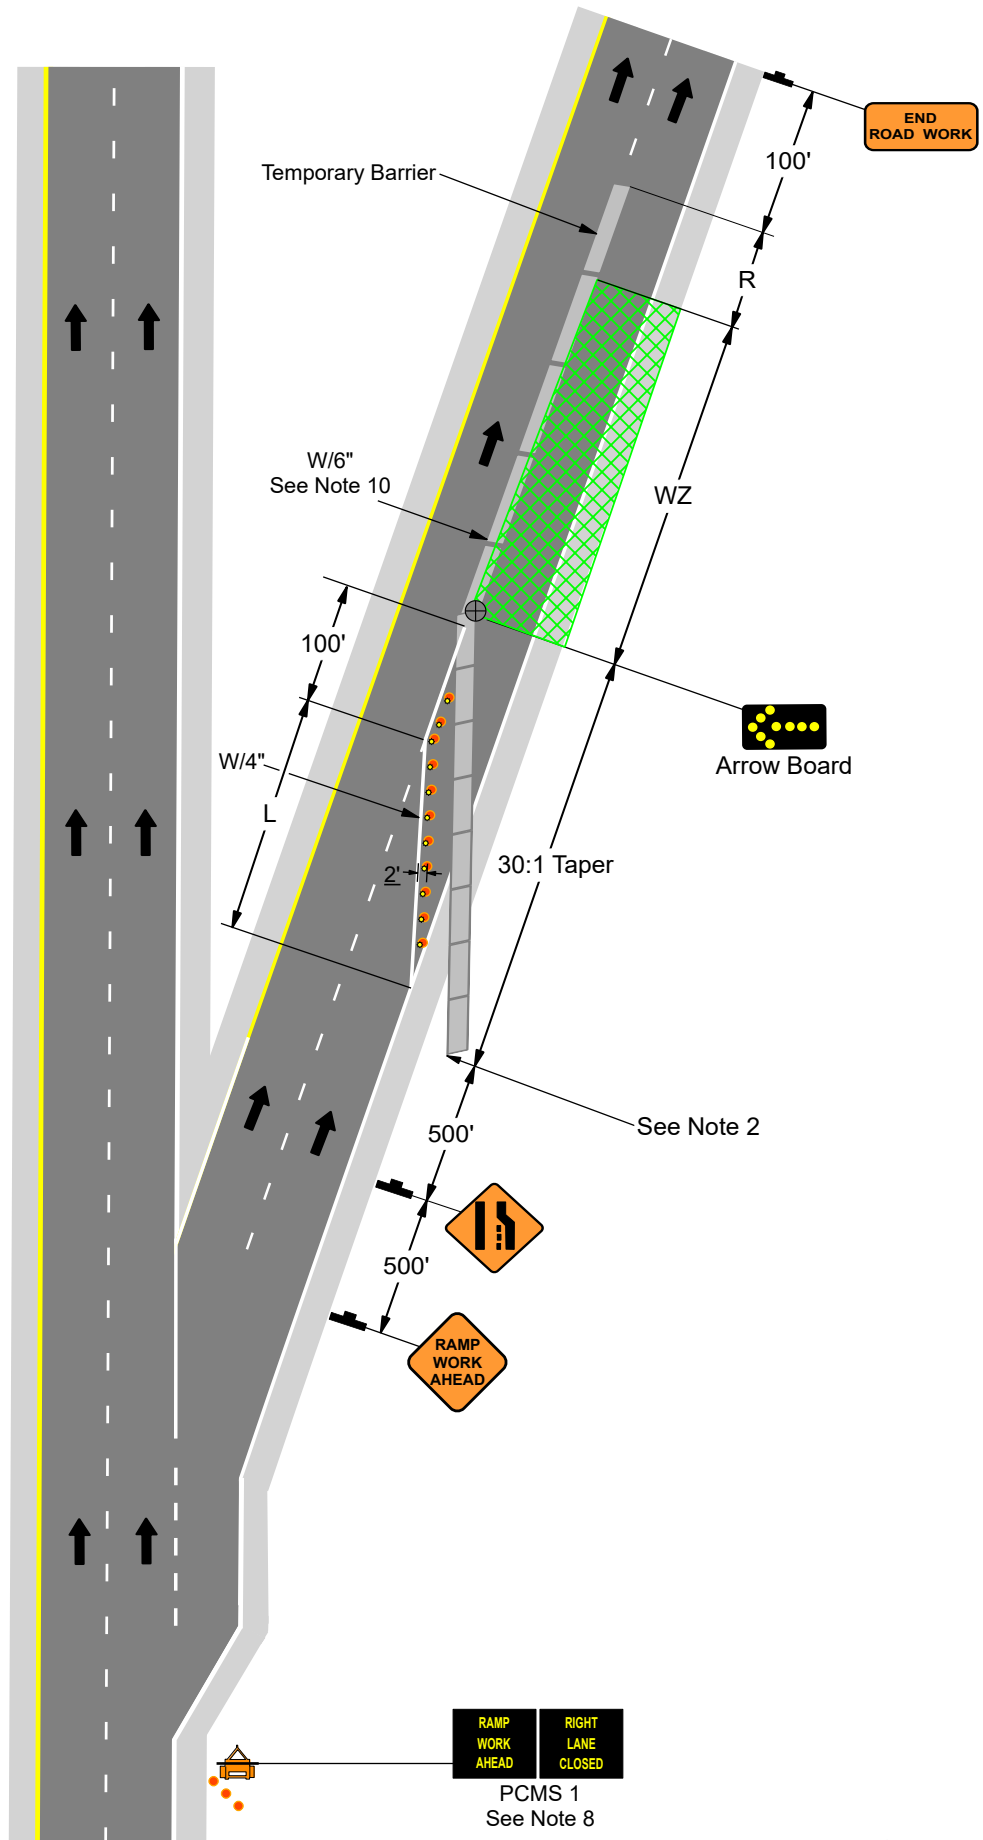 END
ROAD WORK
100'
Temporary Barrier
R
W/6"
See Note 10
WZ
100'
Arrow Board
W/4"
L
30:1 Taper
2'
See Note 2
500'
500'
RAMP
WORK
AHEAD
RAMP
WORK
AHEAD
RIGHT
LANE
CLOSED
PCMS 1
See Note 8